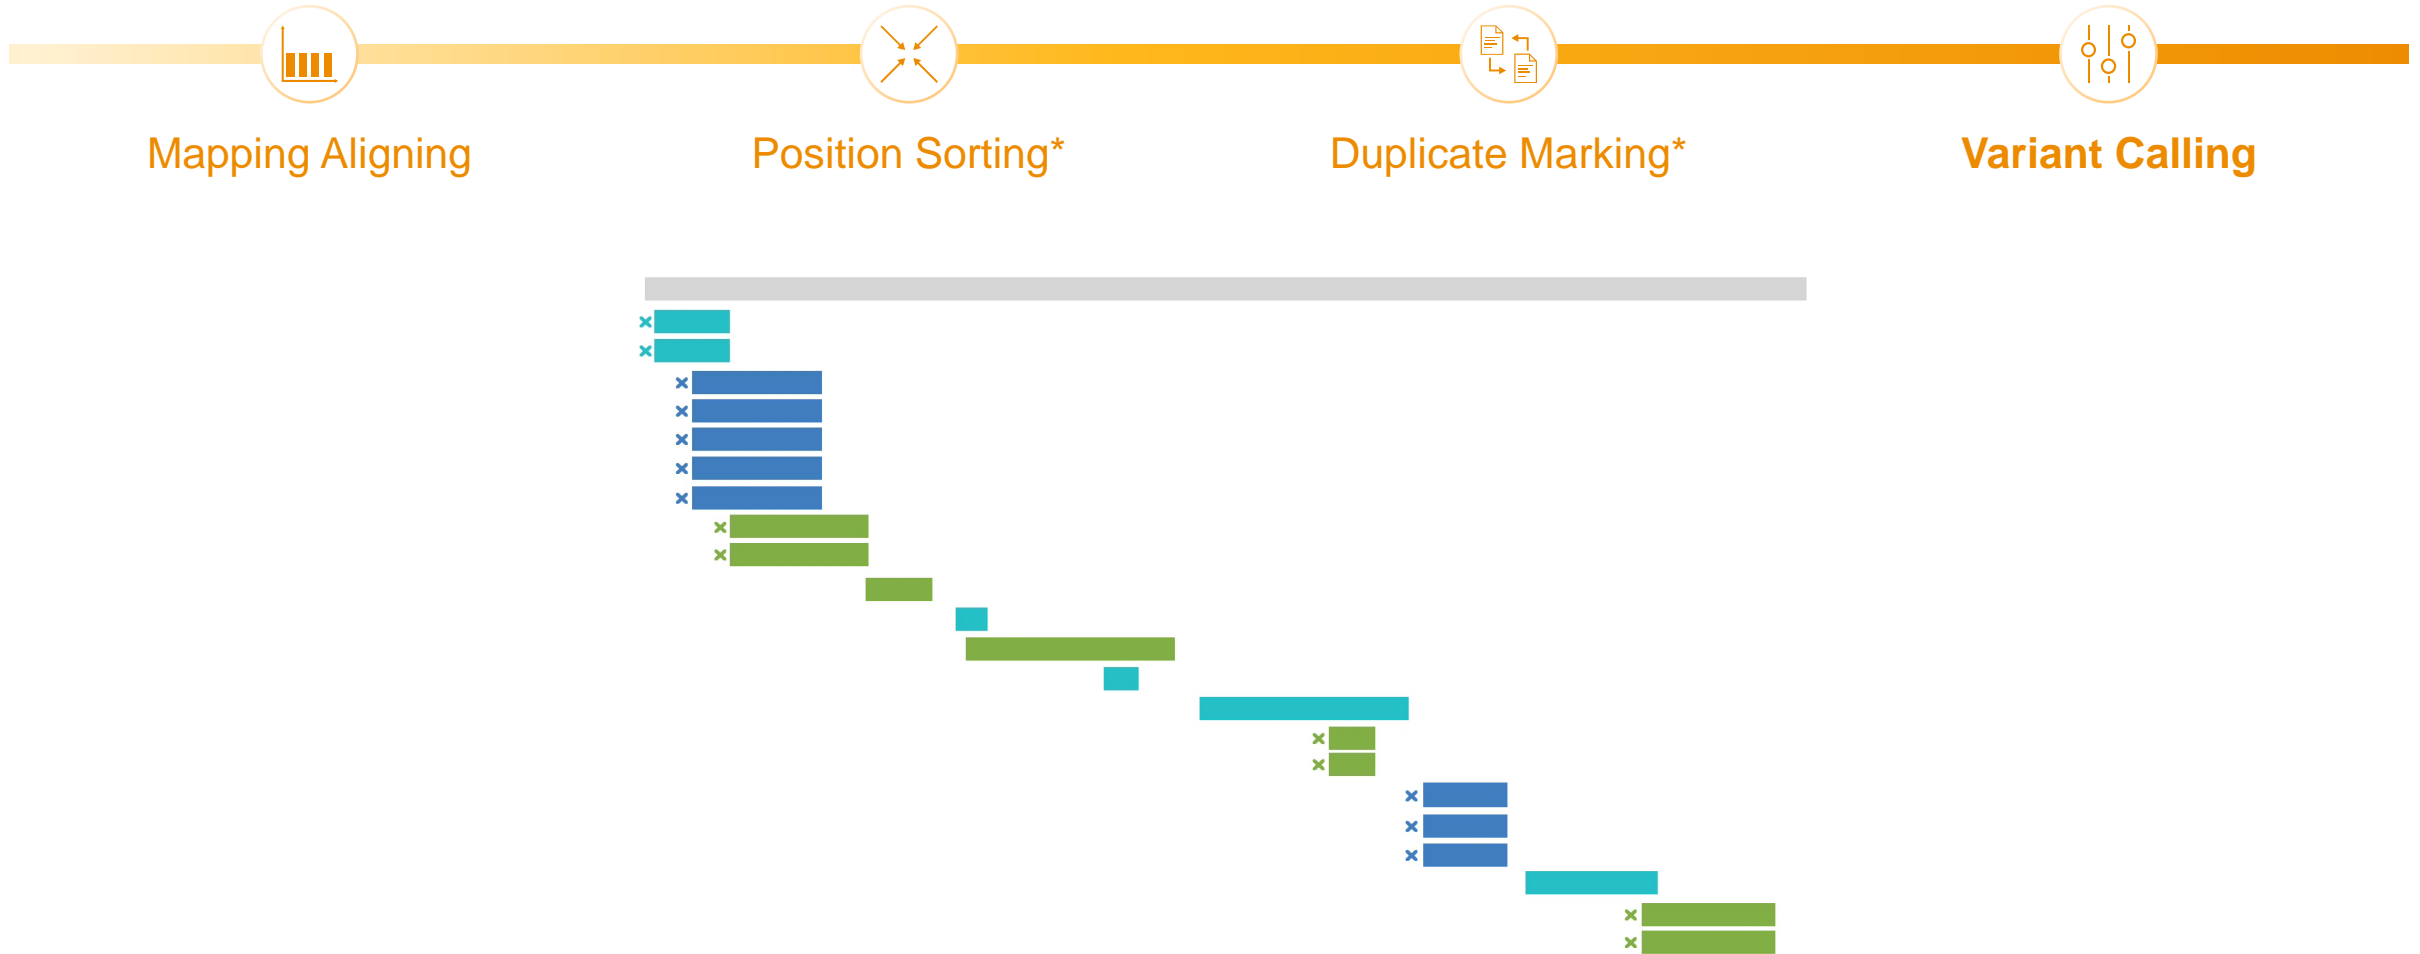 Mapping Aligning
Position Sorting*
Duplicate Marking*
Variant Calling